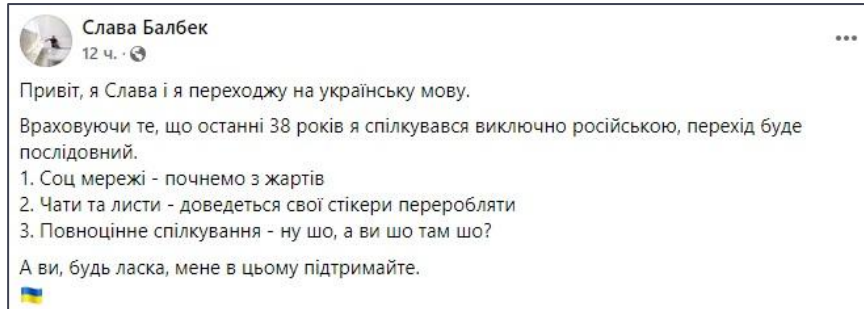 Слава Балбек
12 ч. ·
Привіт, я Слава і я переходжу на українську мову.
Враховуючи те, що останні 38 років я спілкувався виключно російською, перехід буде
послідовний.
1. Соц мережі - почнемо з жартів
2. Чати та листи - доведеться свої стікери переробляти
3. Повноцінне спілкування - ну шо, а ви шо там шо?
А ви, будь ласка, мене в цьому підтримайте.
🇺🇦